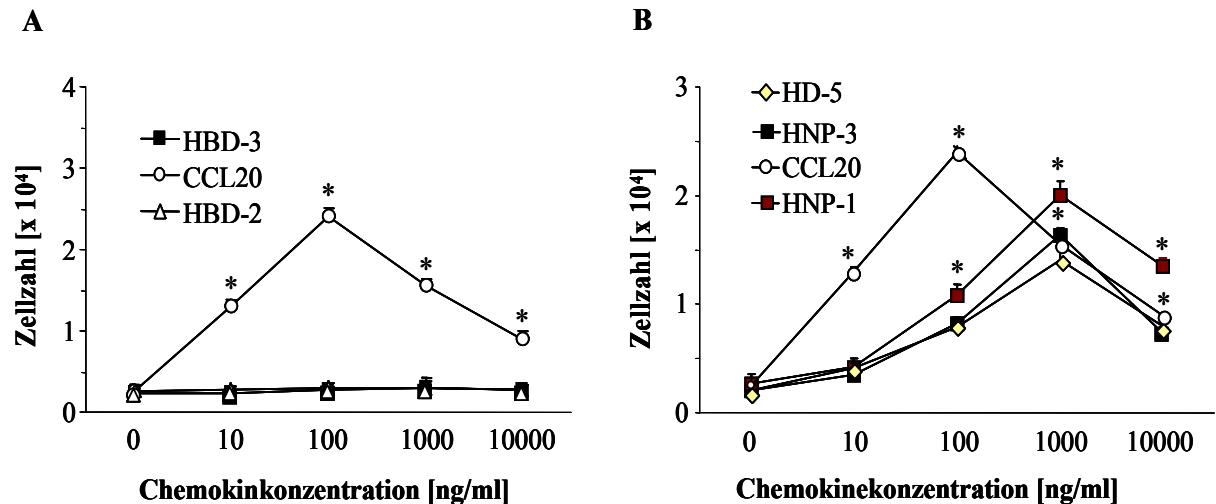 A
Zellzahl [x 10⁴]
4
3
2
1
0
HBD-3
CCL20
HBD-2
*
*
*
*
0 10 100 1000 10000
Chemokinkonzentration [ng/ml]
B
Zellzahl [x 10⁴]
3
2
1
0
HD-5
HNP-3
CCL20
HNP-1
*
*
*
*
*
*
*
0 10 100 1000 10000
Chemokinekonzentration [ng/ml]